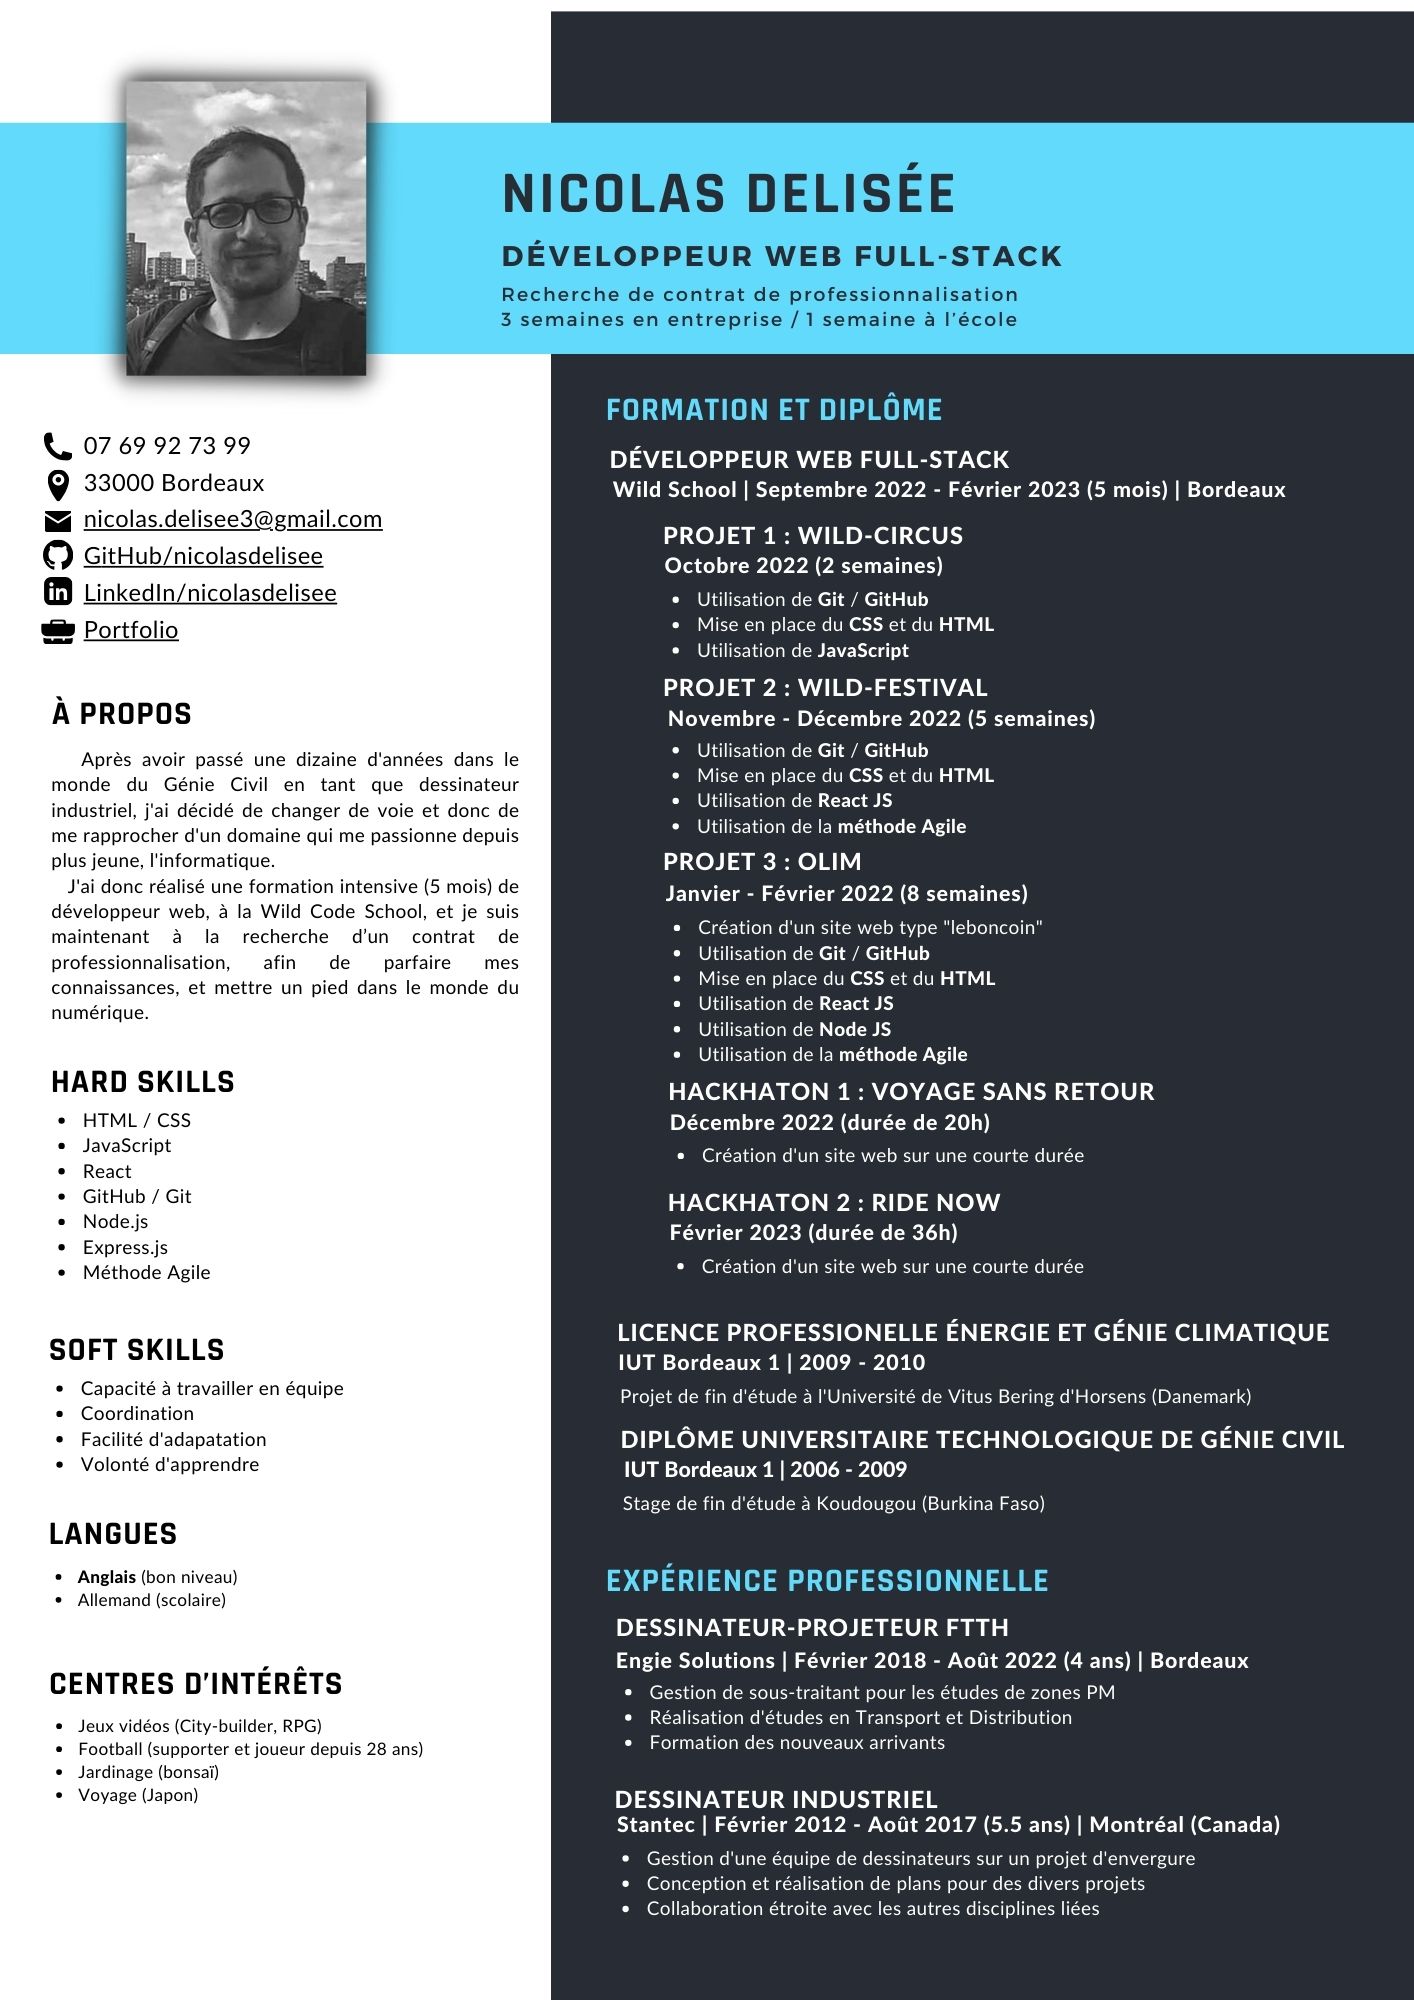 NICOLAS DELISÉE
DÉVELOPPEUR WEB FULL-STACK
Recherche de contrat de professionnalisation
3 semaines en entreprise / 1 semaine à l'école
07 69 92 73 99
33000 Bordeaux
nicolas.delisee3@gmail.com
GitHub/nicolasdelisee
LinkedIn/nicolasdelisee
Portfolio
À PROPOS
Après avoir passé une dizaine d'années dans le
monde du Génie Civil en tant que dessinateur
industriel, j'ai décidé de changer de voie et donc de
me rapprocher d'un domaine qui me passionne depuis
plus jeune, l'informatique.
J'ai donc réalisé une formation intensive (5 mois) de
développeur web, à la Wild Code School, et je suis
maintenant à la recherche d’un contrat de
professionnalisation, afin de parfaire mes
connaissances, et mettre un pied dans le monde du
numérique.
HARD SKILLS
• HTML / CSS
• JavaScript
• React
• GitHub / Git
• Node.js
• Express.js
• Méthode Agile
SOFT SKILLS
• Capacité à travailler en équipe
• Coordination
• Facilité d'adapatation
• Volonté d'apprendre
LANGUES
• Anglais (bon niveau)
• Allemand (scolaire)
CENTRES D’INTÉRÊTS
• Jeux vidéos (City-builder, RPG)
• Football (supporter et joueur depuis 28 ans)
• Jardinage (bonsaï)
• Voyage (Japon)
FORMATION ET DIPLÔME
DÉVELOPPEUR WEB FULL-STACK
Wild School | Septembre 2022 - Février 2023 (5 mois) | Bordeaux
PROJET 1 : WILD-CIRCUS
Octobre 2022 (2 semaines)
• Utilisation de Git / GitHub
• Mise en place du CSS et du HTML
• Utilisation de JavaScript
PROJET 2 : WILD-FESTIVAL
Novembre - Décembre 2022 (5 semaines)
• Utilisation de Git / GitHub
• Mise en place du CSS et du HTML
• Utilisation de React JS
• Utilisation de la méthode Agile
PROJET 3 : OLIM
Janvier - Février 2022 (8 semaines)
• Création d'un site web type "leboncoin"
• Utilisation de Git / GitHub
• Mise en place du CSS et du HTML
• Utilisation de React JS
• Utilisation de Node JS
• Utilisation de la méthode Agile
HACKHATON 1 : VOYAGE SANS RETOUR
Décembre 2022 (durée de 20h)
• Création d'un site web sur une courte durée
HACKHATON 2 : RIDE NOW
Février 2023 (durée de 36h)
• Création d'un site web sur une courte durée
LICENCE PROFESSIONELLE ÉNERGIE ET GÉNIE CLIMATIQUE
IUT Bordeaux 1 | 2009 - 2010
Projet de fin d'étude à l'Université de Vitus Bering d'Horsens (Danemark)
DIPLÔME UNIVERSITAIRE TECHNOLOGIQUE DE GÉNIE CIVIL
IUT Bordeaux 1 | 2006 - 2009
Stage de fin d'étude à Koudougou (Burkina Faso)
EXPÉRIENCE PROFESSIONNELLE
DESSINATEUR-PROJETEUR FTTH
Engie Solutions | Février 2018 - Août 2022 (4 ans) | Bordeaux
• Gestion de sous-traitant pour les études de zones PM
• Réalisation d'études en Transport et Distribution
• Formation des nouveaux arrivants
DESSINATEUR INDUSTRIEL
Stantec | Février 2012 - Août 2017 (5.5 ans) | Montréal (Canada)
• Gestion d'une équipe de dessinateurs sur un projet d'envergure
• Conception et réalisation de plans pour des divers projets
• Collaboration étroite avec les autres disciplines liées